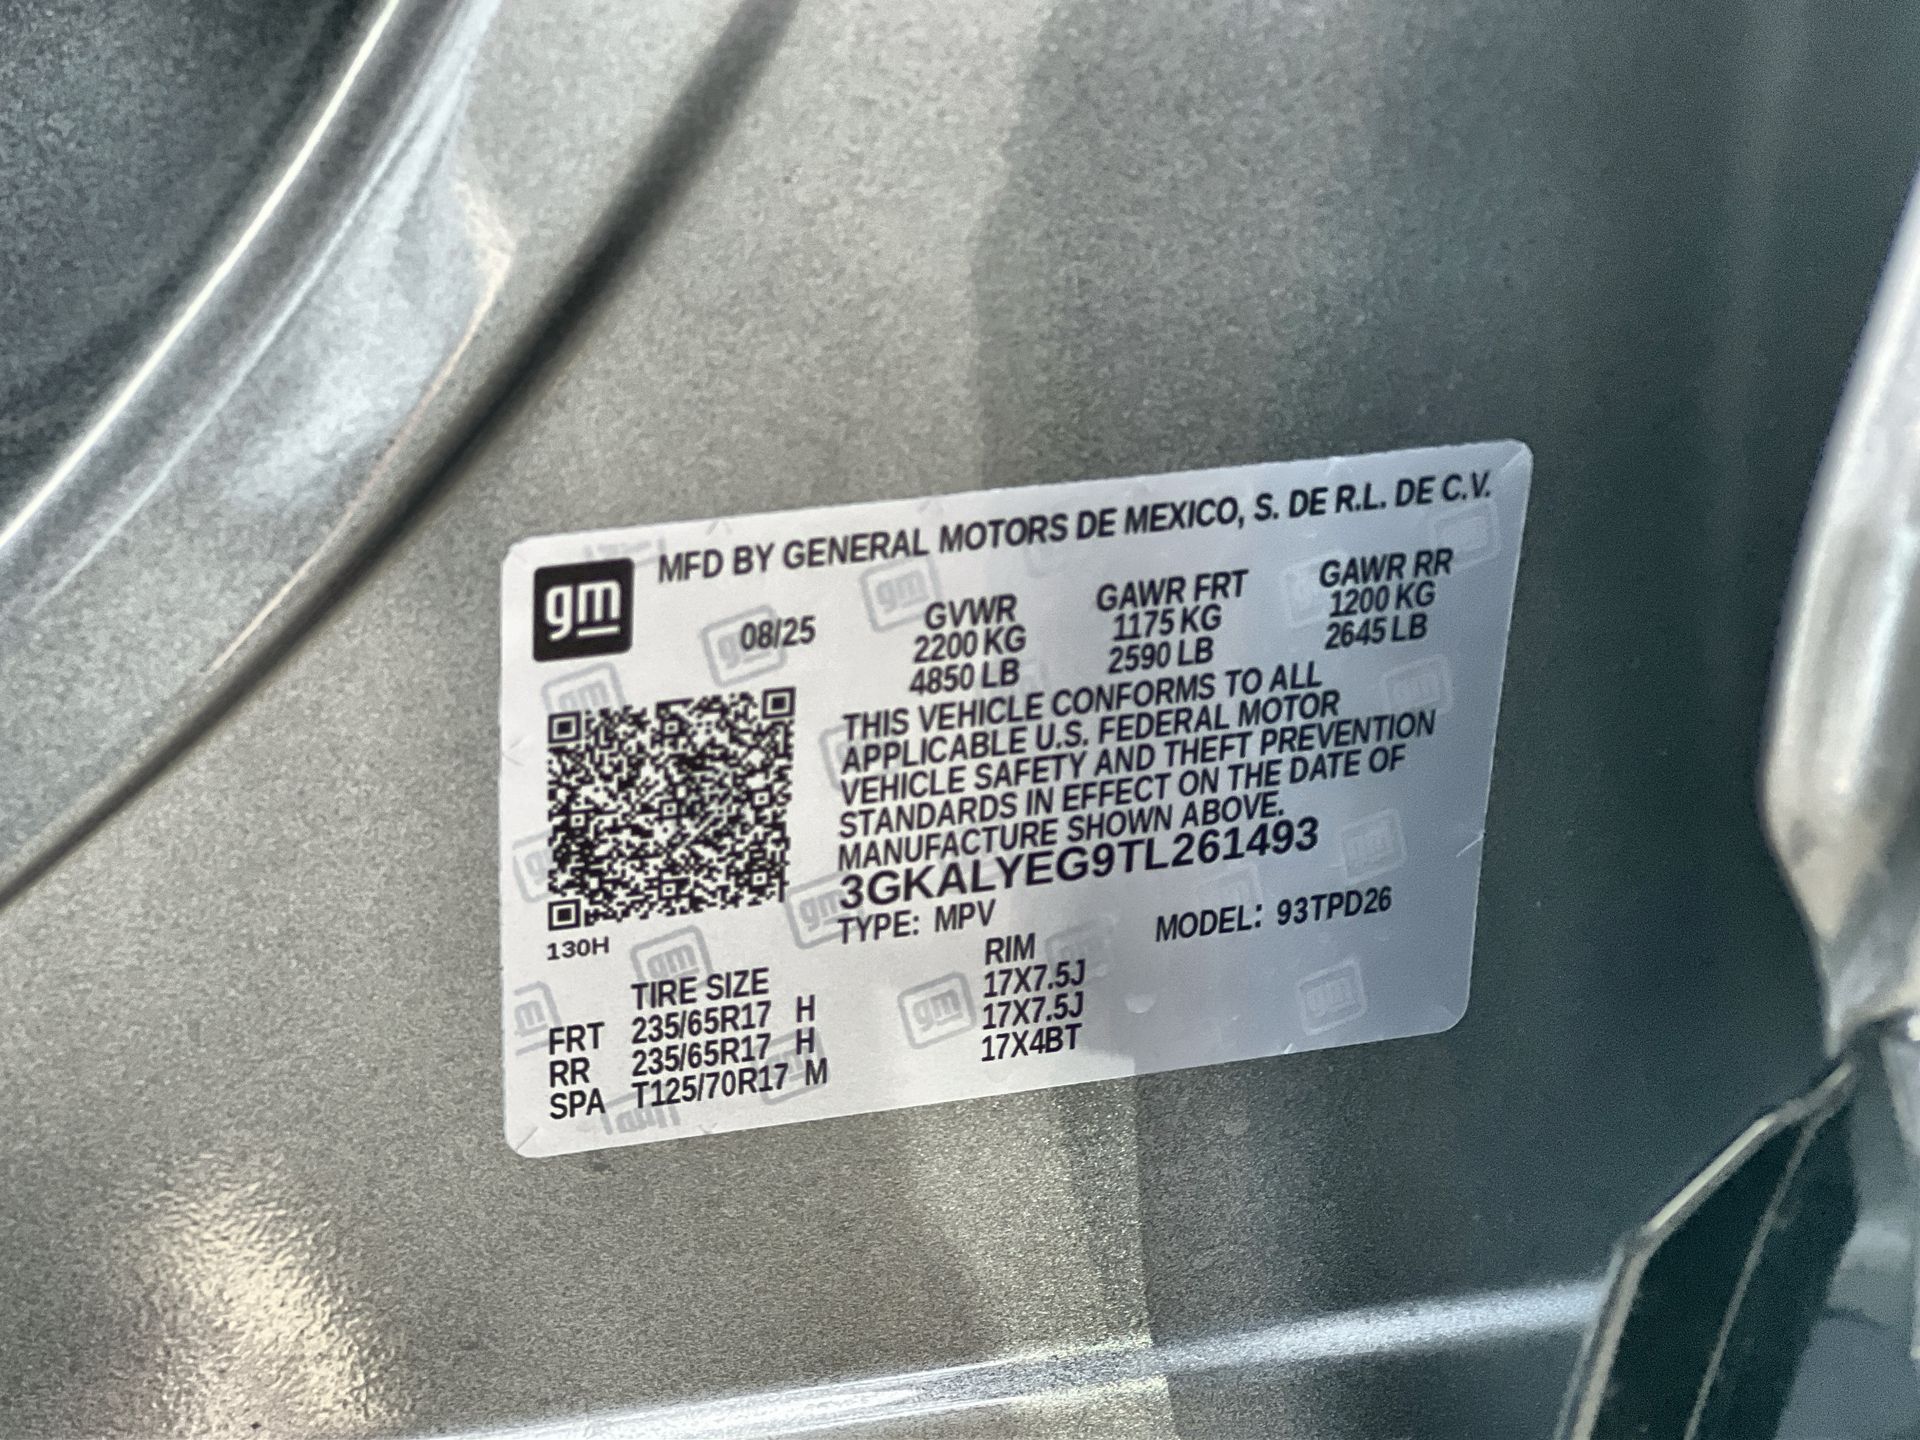 gm
MFD BY GENERAL MOTORS DE MEXICO, S. DE R.L. DE C.V.
08/25
GVWR
2200 KG
4850 LB
GAWR FRT
1175 KG
2590 LB
GAWR RR
1200 KG
2645 LB
THIS VEHICLE CONFORMS TO ALL
APPLICABLE U.S. FEDERAL MOTOR
VEHICLE SAFETY AND THEFT PREVENTION
STANDARDS IN EFFECT ON THE DATE OF
MANUFACTURE SHOWN ABOVE.
3GKALYEG9TL261493
TYPE: MPV MODEL: 93TPD26
130H
TIRE SIZE RIM
FRT 235/65R17 H 17X7.5J
RR 235/65R17 H 17X7.5J
SPA T125/70R17 M 17X4BT